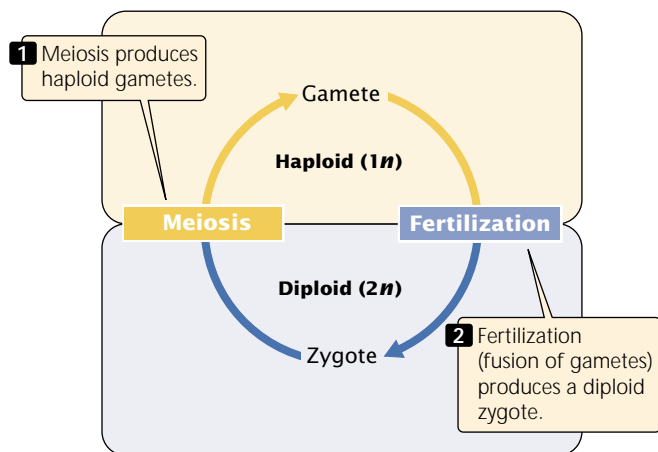 1 Meiosis produces
haploid gametes.
Gamete
Haploid (1n)
Meiosis
Fertilization
Diploid (2n)
Zygote
2 Fertilization
(fusion of gametes)
produces a diploid
zygote.